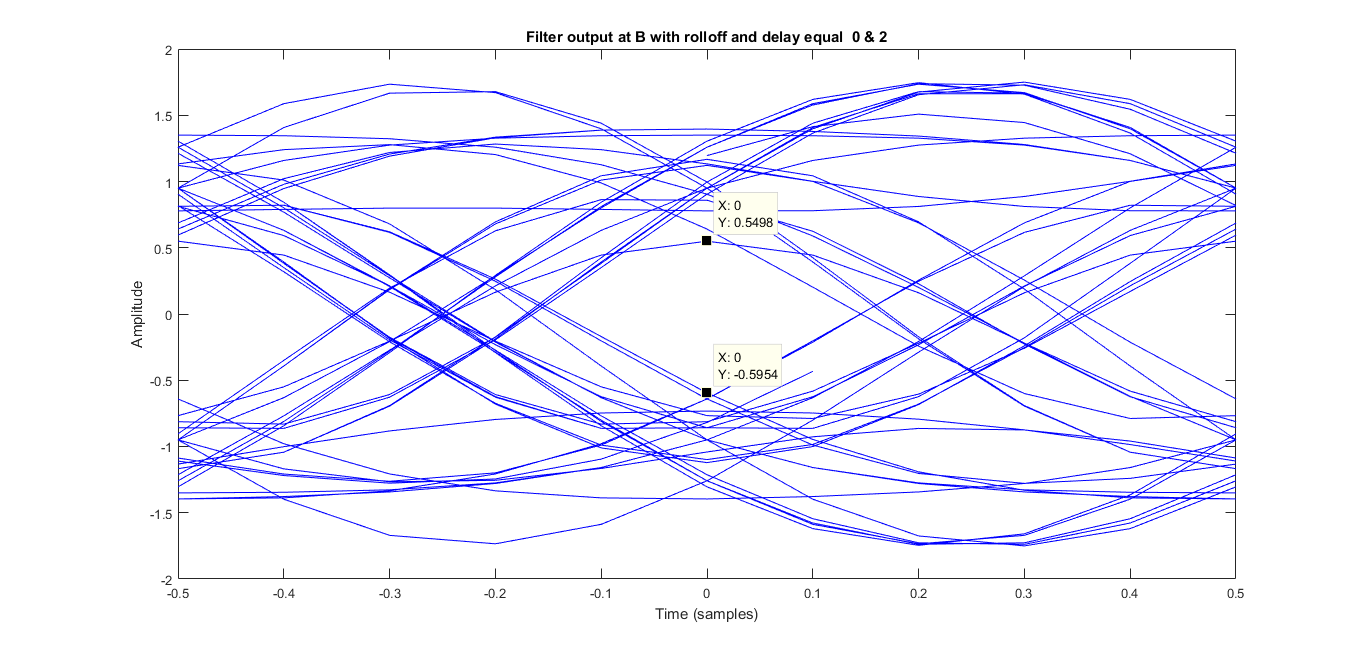 Filter output at B with rolloff and delay equal  0 & 2
2
1.5
1
0.5
0
-0.5
-1
-1.5
-2
Amplitude
X: 0
Y: 0.5498
X: 0
Y: -0.5954
-0.5 -0.4 -0.3 -0.2 -0.1 0 0.1 0.2 0.3 0.4 0.5
Time (samples)